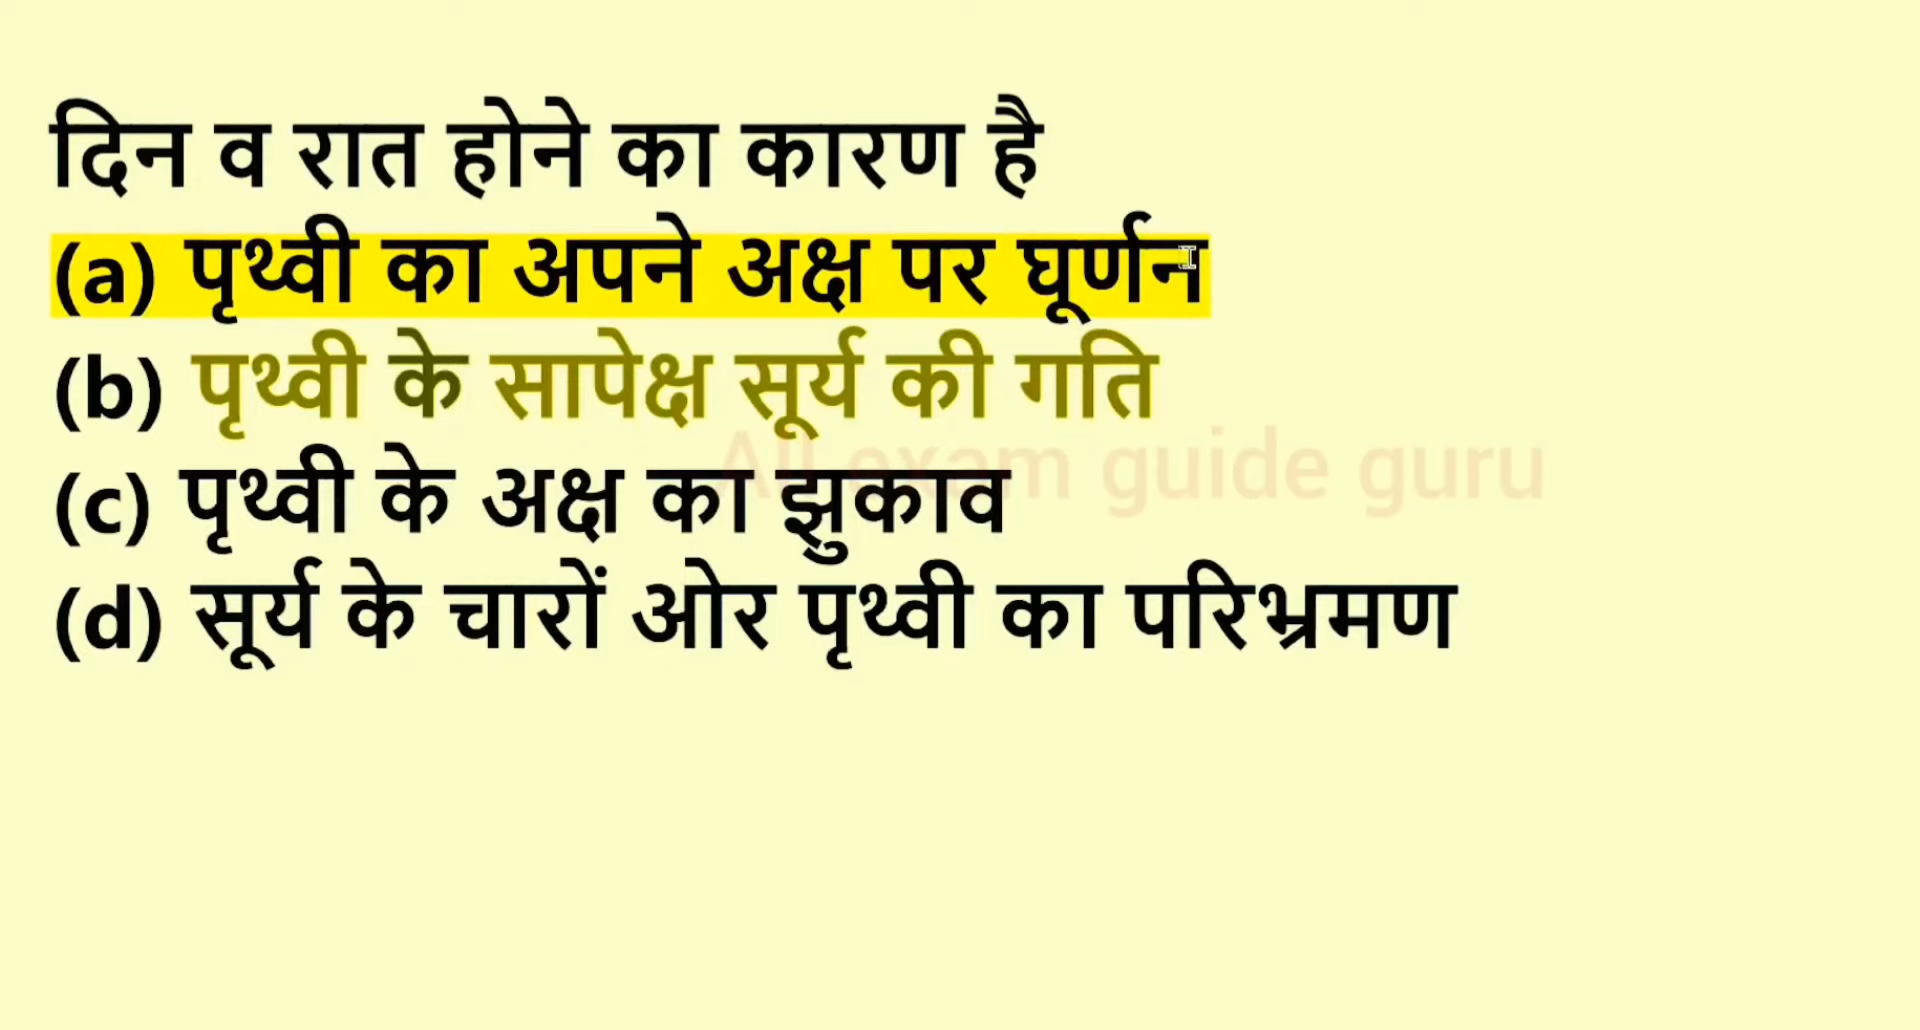 दिन व रात होने का कारण है
(a) पृथ्वी का अपने अक्ष पर घूर्णन
(b) पृथ्वी के सापेक्ष सूर्य की गति
All exam guide guru
(c) पृथ्वी के अक्ष का झुकाव
(d) सूर्य के चारों ओर पृथ्वी का परिभ्रमण